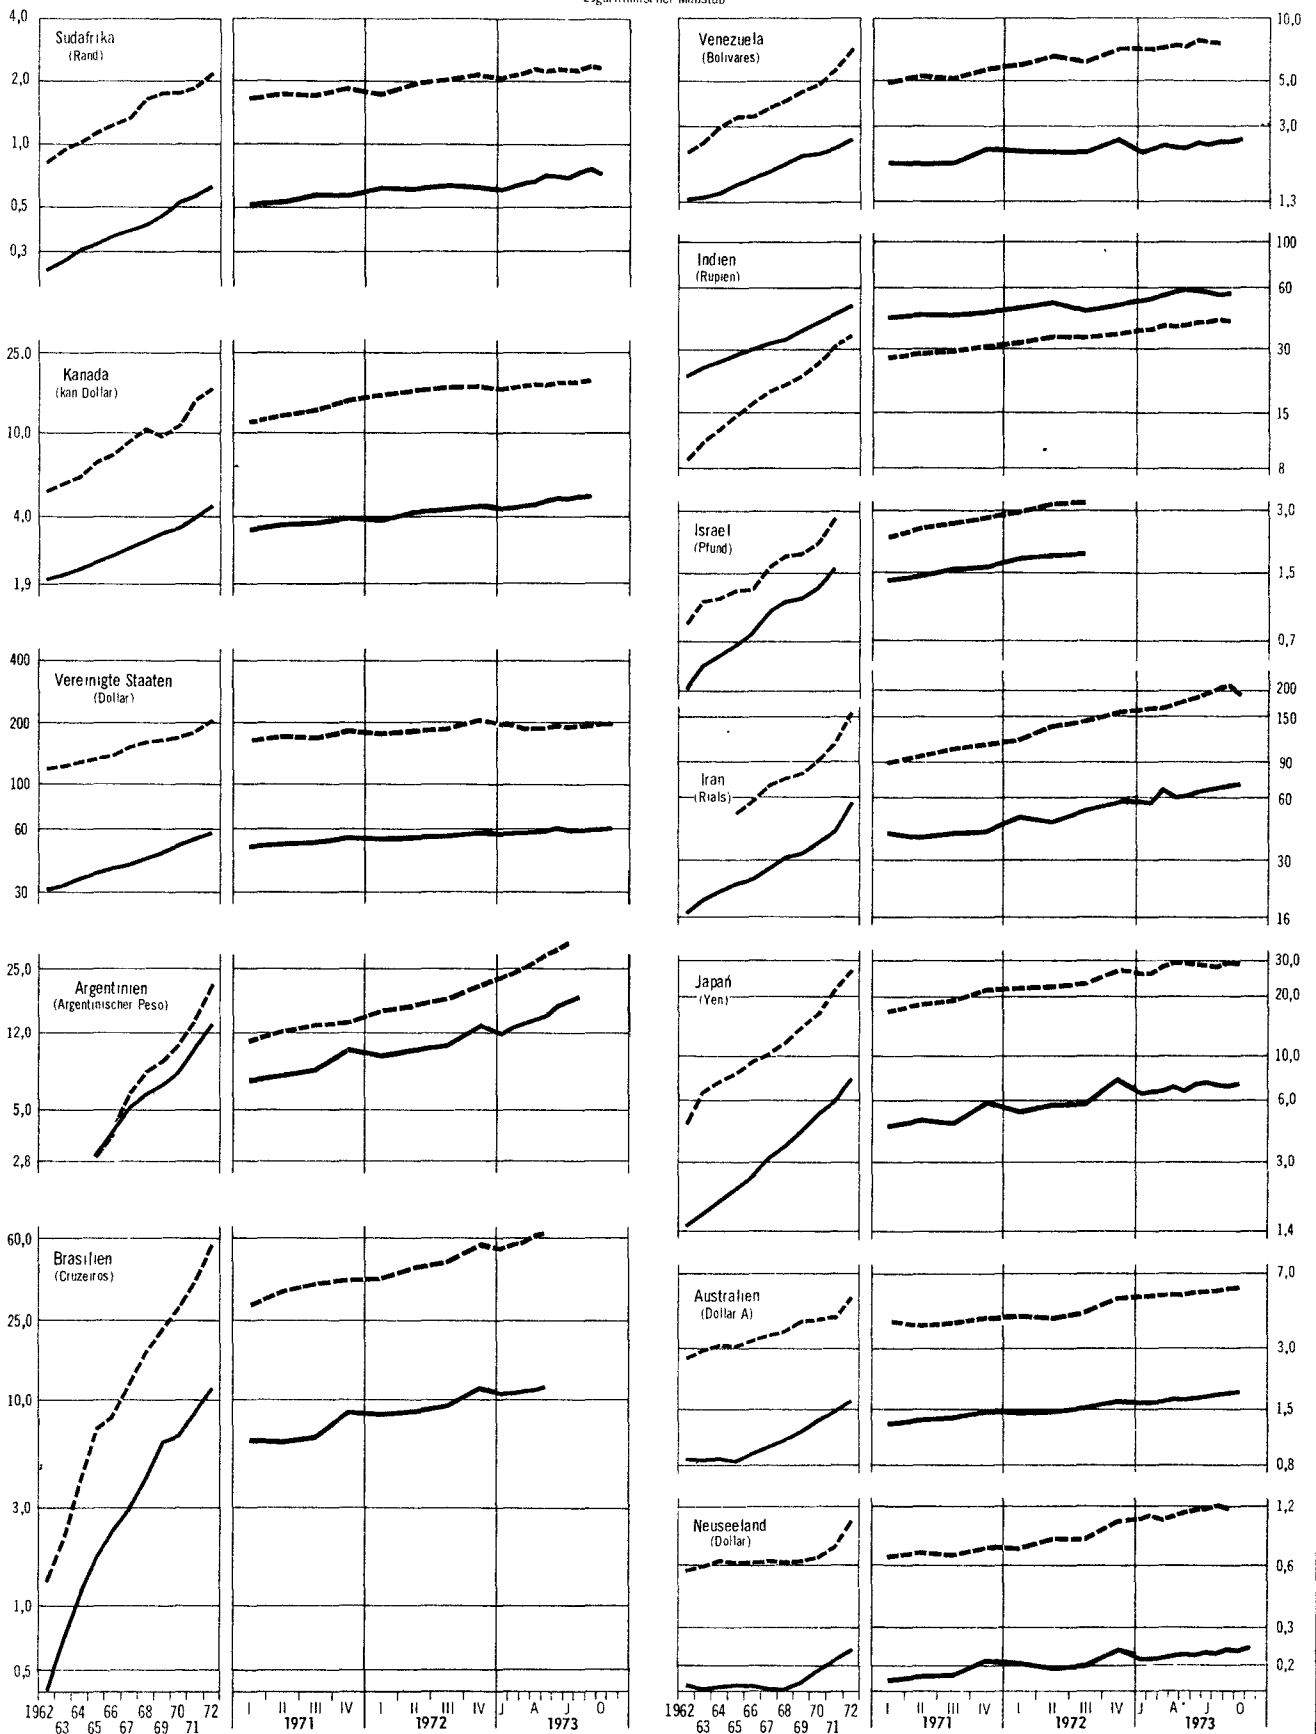 Logarithmischer Maßstab
4,0
Südafrika
(Rand)
2,0
1,0
0,5
0,3
25,0
Kanada
(kan Dollar)
10,0
4,0
1,9
400
Vereinigte Staaten
(Dollar)
200
100
60
30
25,0
Argentinien
(Argentinischer Peso)
12,0
5,0
2,8
60,0
Brasilien
(Cruzeiros)
25,0
10,0
3,0
1,0
0,5
1962 64 66 68 70 72
63 65 67 69 71
I II III IV I II III IV J A J O
1971 1972 1973
10,0
Venezuela
(Bolivares)
5,0
3,0
1,3
100
Indien
(Rupien)
60
30
15
8
Israel
(Pfund)
3,0
1,5
0,7
200
150
90
Iran
(Rials)
60
30
16
30,0
Japan
(Yen)
20,0
10,0
6,0
3,0
1,4
7,0
Australien
(Dollar A)
3,0
1,5
0,8
1,2
Neuseeland
(Dollar)
0,6
0,3
0,2
1962 64 66 68 70 72
63 65 67 69 71
I II III IV I II III IV J A J O
1971 1972 1973